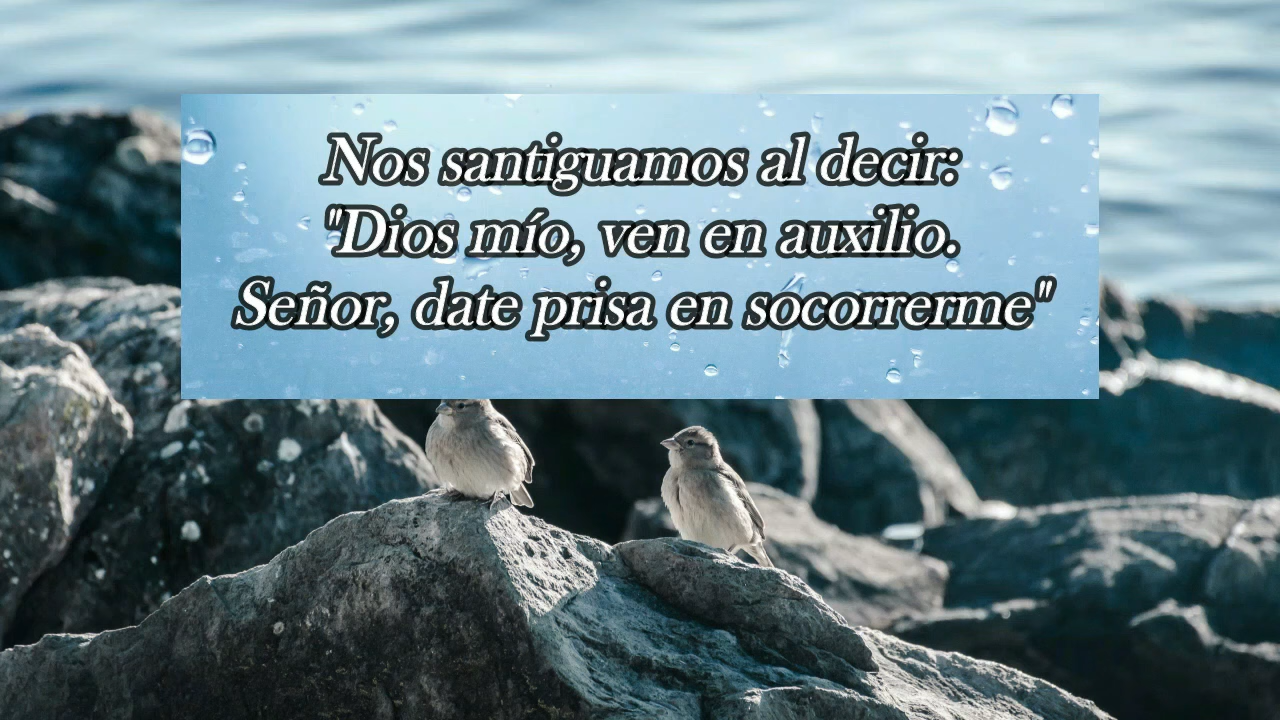 Nos santiguamos al decir:
"Dios mío, ven en auxilio.
Señor, date prisa en socorrerme"